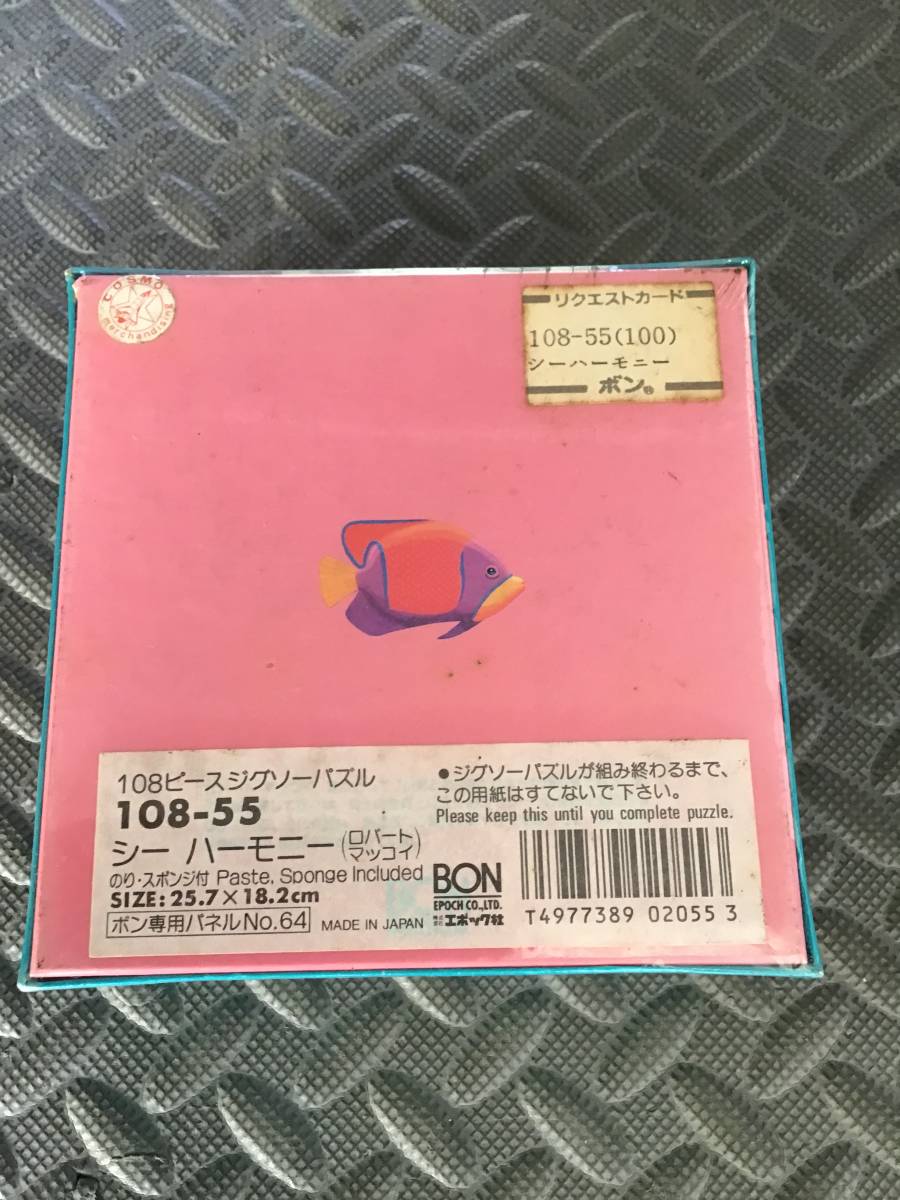 COSMO
merchandising
リクエストカード
108-55(100)
シーハーモニー
ボン
108ピースジグソーパズル
108-55
シー ハーモニー(ロバート マッコイ)
のり・スポンジ付 Paste, Sponge Included
SIZE: 25.7×18.2cm
ボン専用パネルNo.64
MADE IN JAPAN
BON
EPOCH CO.,LTD.
株式会社エポック社
●ジグソーパズルが組み終わるまで、
この用紙はすてないで下さい。
Please keep this until you complete puzzle.
T4977389 02055 3